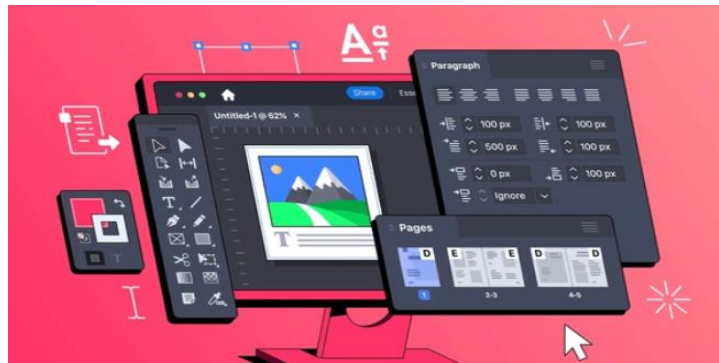 A a
Share Esse
Untitled-1 @ 62% ×
T
T
T
Paragraph
100 px 100 px
500 px 100 px
0 px 100 px
Ignore
Pages
D E E D D
1 2-3 4-5